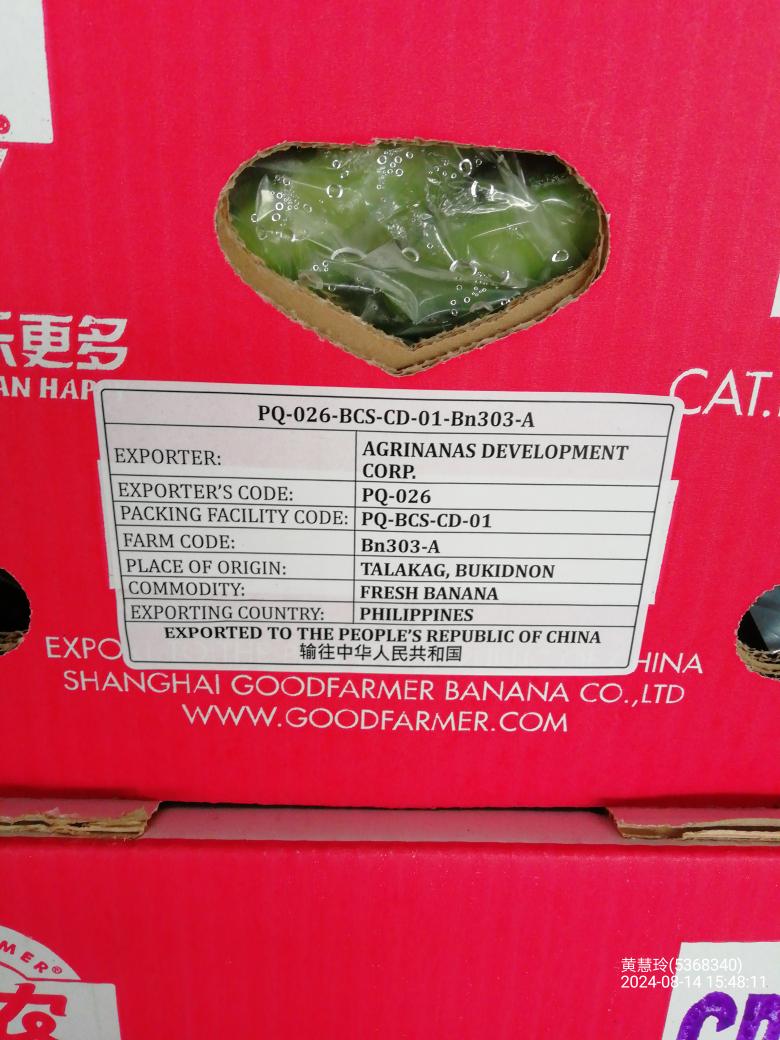 乐更多
AN HAP
CAT.
PQ-026-BCS-CD-01-Bn303-A
EXPORTER: AGRINANAS DEVELOPMENT CORP.
EXPORTER'S CODE: PQ-026
PACKING FACILITY CODE: PQ-BCS-CD-01
FARM CODE: Bn303-A
PLACE OF ORIGIN: TALAKAG, BUKIDNON
COMMODITY: FRESH BANANA
EXPORTING COUNTRY: PHILIPPINES
EXPORTED TO THE PEOPLE'S REPUBLIC OF CHINA
输往中华人民共和国
EXPO HINA
SHANGHAI GOODFARMER BANANA CO.,LTD
WWW.GOODFARMER.COM
MER®
农
黄慧玲(5368340)
2024-08-14 15:48:11